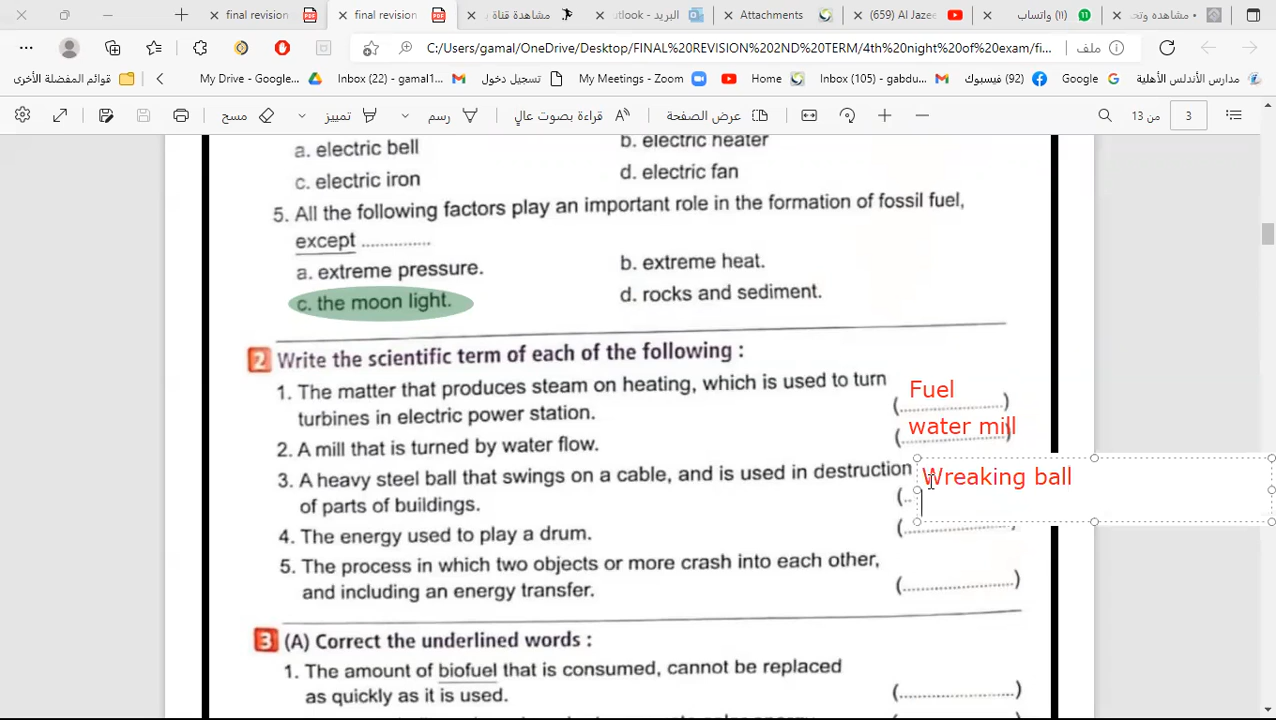 final revision
final revision
مشاهدة قناة
البريد - outlook
Attachments
(659) Al Jazee
(11) واتساب
مشاهده وتح
C:/Users/gamal/OneDrive/Desktop/FINAL%20REVISION%202ND%20TERM/4th%20night%20of%20exam/fi...
ملف
قوائم المفضلة الأخرى
My Drive - Google...
Inbox (22) - gamal1...
تسجيل دخول
My Meetings - Zoom
Home
Inbox (105) - gabdu...
(92) فيسبوك
Google
مدارس الأندلس الأهلية
مسح
تمييز
رسم
قراءة بصوت عالٍ
عرض الصفحة
من 13
3
a. electric bell
b. electric heater
c. electric iron
d. electric fan
5. All the following factors play an important role in the formation of fossil fuel,
except ..............
a. extreme pressure.
b. extreme heat.
c. the moon light.
d. rocks and sediment.
2 Write the scientific term of each of the following :
1. The matter that produces steam on heating, which is used to turn
turbines in electric power station.
Fuel
(....................)
2. A mill that is turned by water flow.
water mill
(....................)
3. A heavy steel ball that swings on a cable, and is used in destruction
of parts of buildings.
Wreaking ball
(..
4. The energy used to play a drum.
(....................
5. The process in which two objects or more crash into each other,
and including an energy transfer.
(....................)
3 (A) Correct the underlined words :
1. The amount of biofuel that is consumed, cannot be replaced
as quickly as it is used.
(....................)